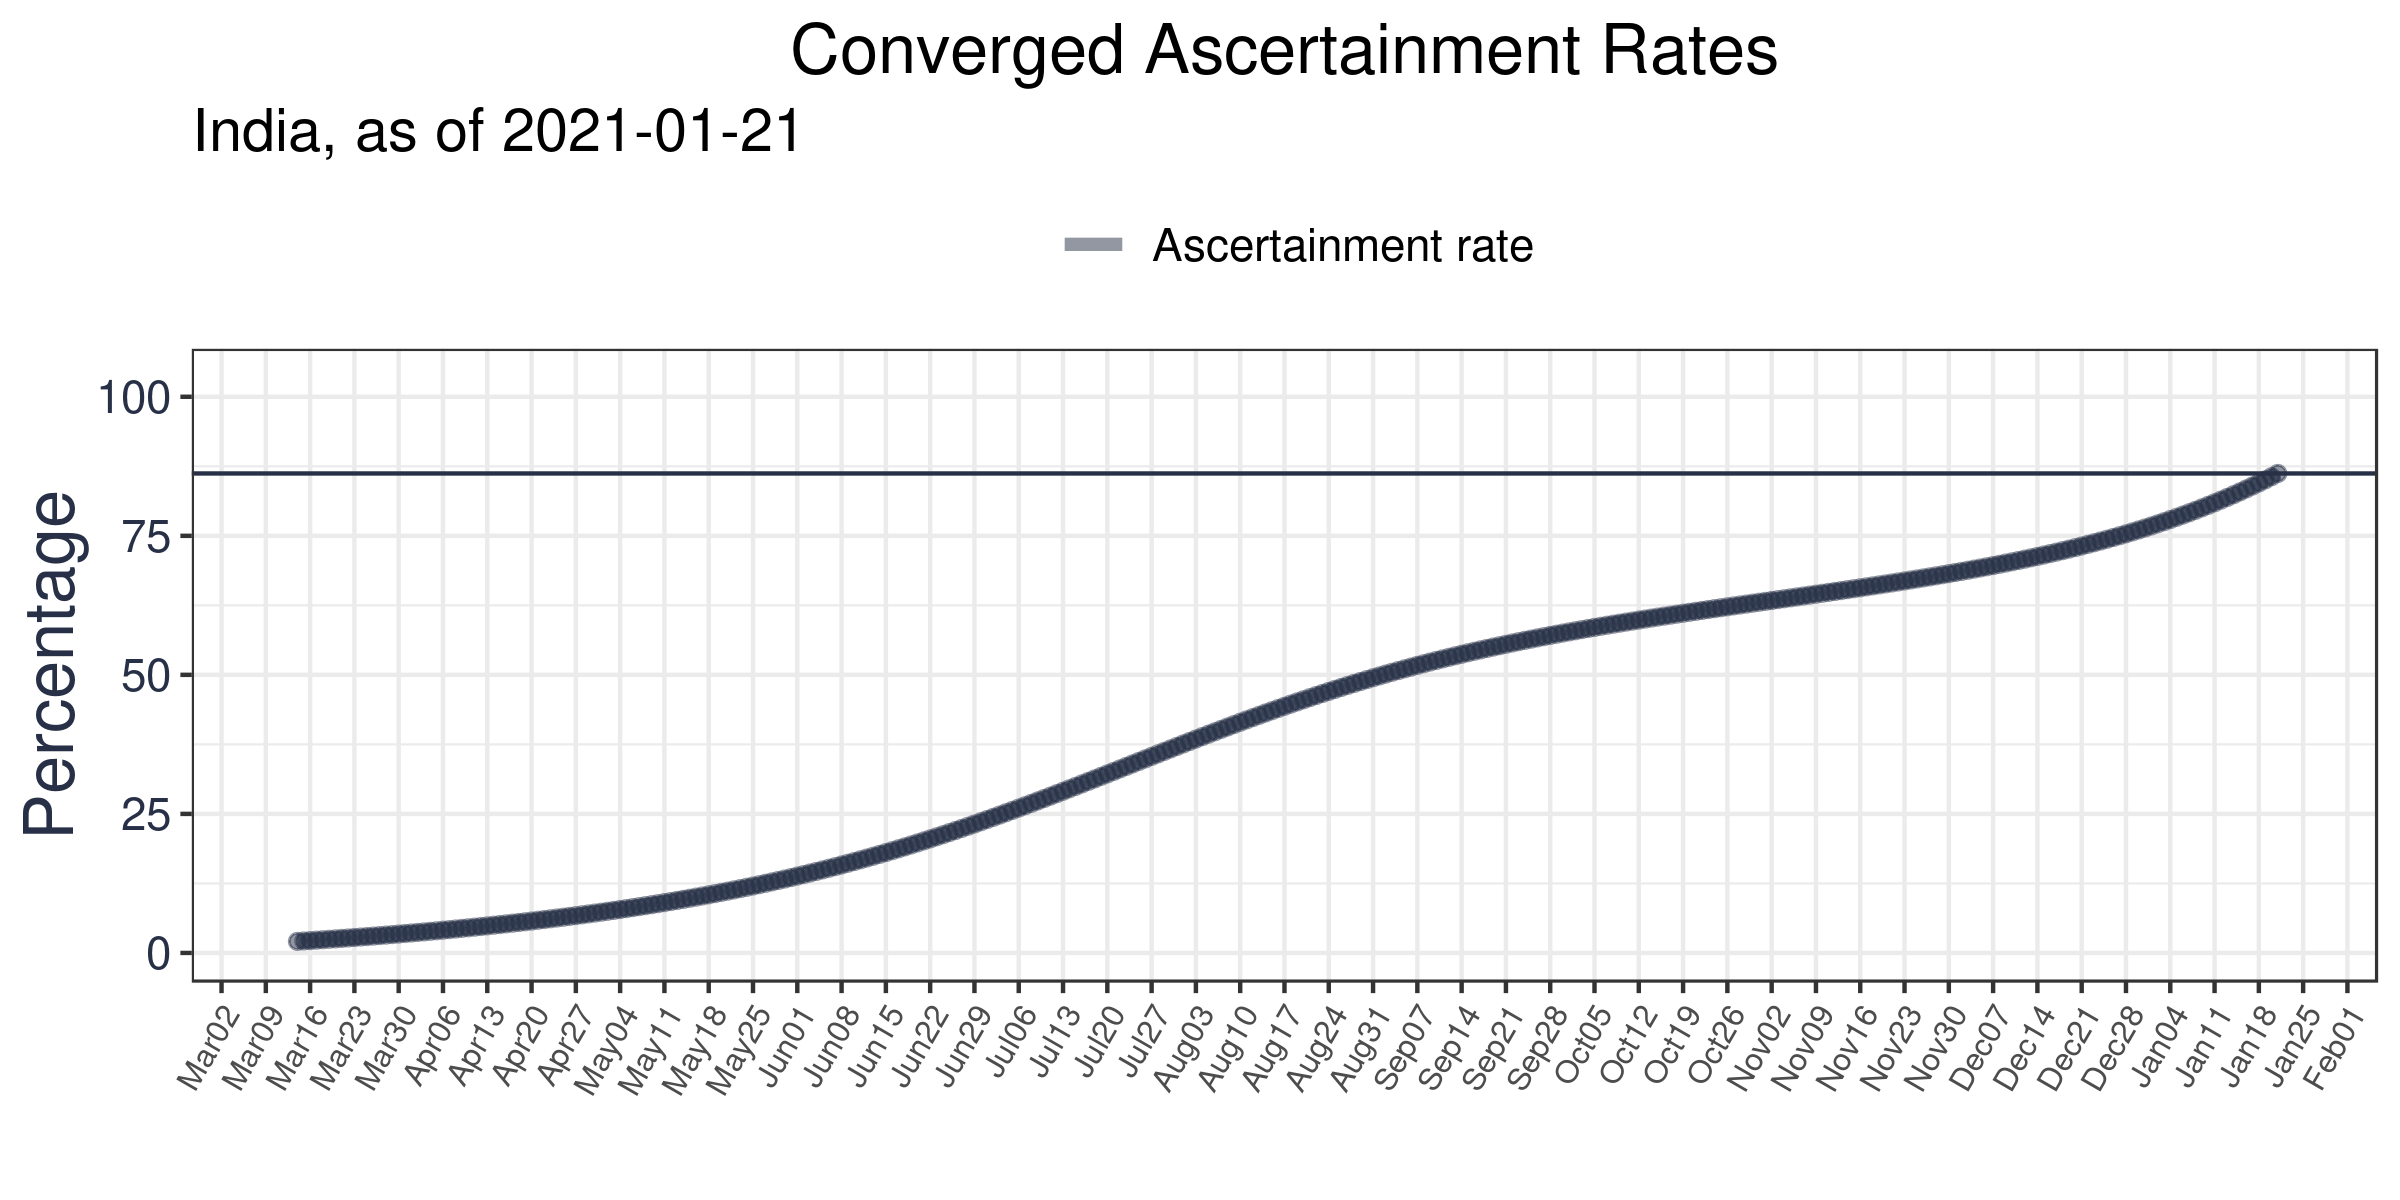 Converged Ascertainment Rates
India, as of 2021-01-21
Ascertainment rate
Percentage
100
75
50
25
0
Mar02 Mar09 Mar16 Mar23 Mar30 Apr06 Apr13 Apr20 Apr27 May04 May11 May18 May25 Jun01 Jun08 Jun15 Jun22 Jun29 Jul06 Jul13 Jul20 Jul27 Aug03 Aug10 Aug17 Aug24 Aug31 Sep07 Sep14 Sep21 Sep28 Oct05 Oct12 Oct19 Oct26 Nov02 Nov09 Nov16 Nov23 Nov30 Dec07 Dec14 Dec21 Dec28 Jan04 Jan11 Jan18 Jan25 Feb01